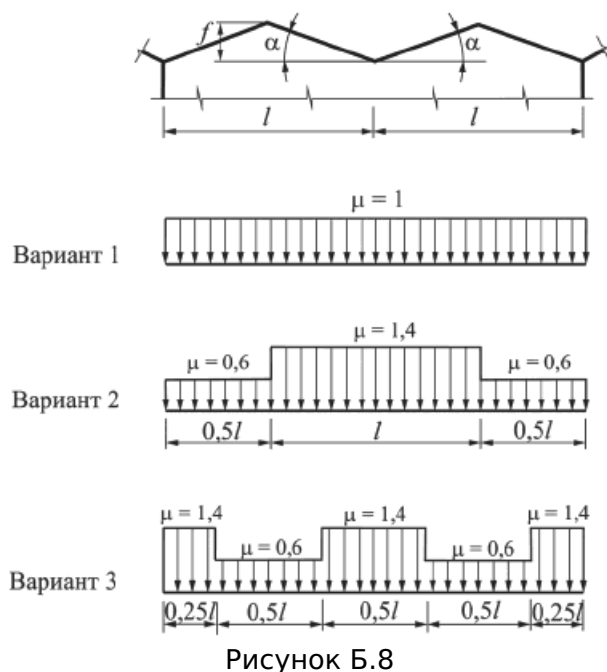 f α α
l l
μ = 1
Вариант 1
μ = 1,4
μ = 0,6 μ = 0,6
Вариант 2
0,5l l 0,5l
μ = 1,4 μ = 1,4 μ = 1,4
μ = 0,6 μ = 0,6
Вариант 3
0,25l 0,5l 0,5l 0,5l 0,25l
Рисунок Б.8